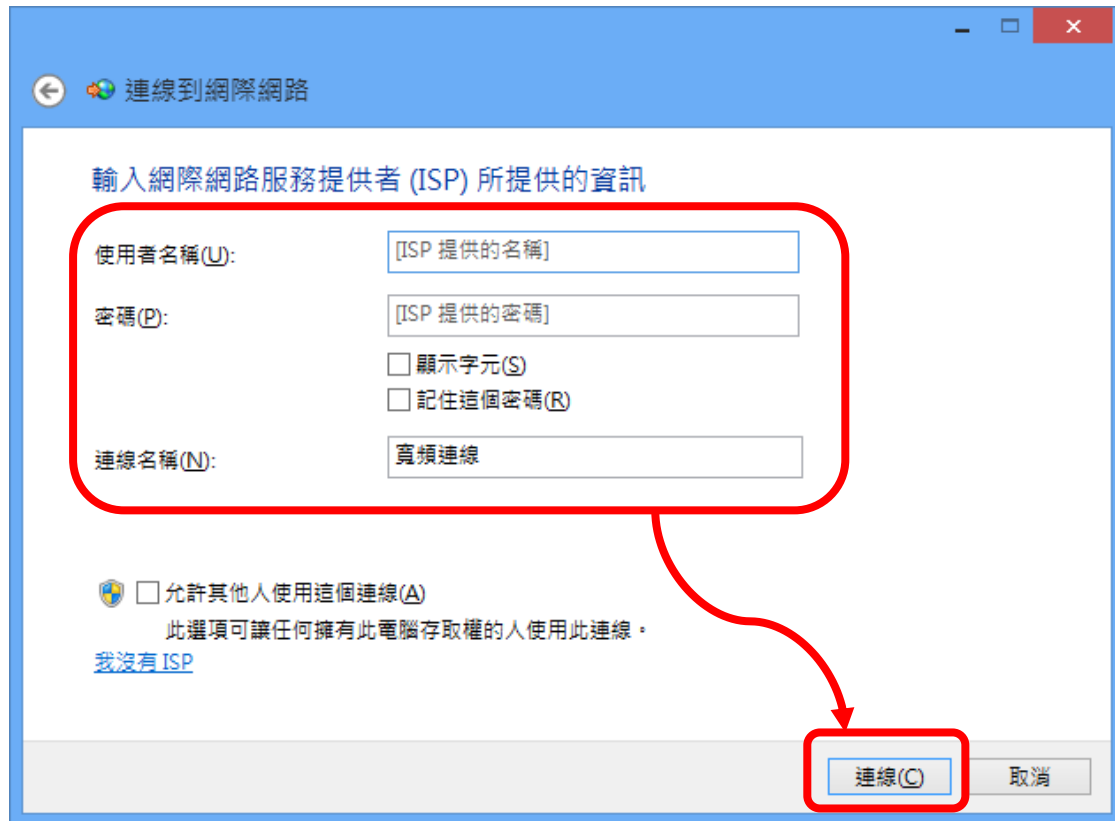 連線到網際網路
輸入網際網路服務提供者 (ISP) 所提供的資訊
使用者名稱(U): [ISP 提供的名稱]
密碼(P): [ISP 提供的密碼]
顯示字元(S)
記住這個密碼(R)
連線名稱(N): 寬頻連線
允許其他人使用這個連線(A)
此選項可讓任何擁有此電腦存取權的人使用此連線。
我沒有 ISP
連線(C) 取消